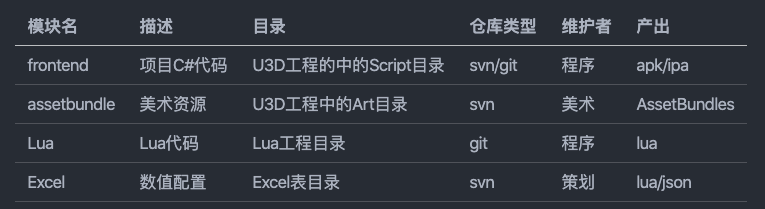 模块名 描述 目录 仓库类型 维护者 产出
frontend 项目C#代码 U3D工程的中的Script目录 svn/git 程序 apk/ipa
assetbundle 美术资源 U3D工程中的Art目录 svn 美术 AssetBundles
Lua Lua代码 Lua工程目录 git 程序 lua
Excel 数值配置 Excel表目录 svn 策划 lua/json